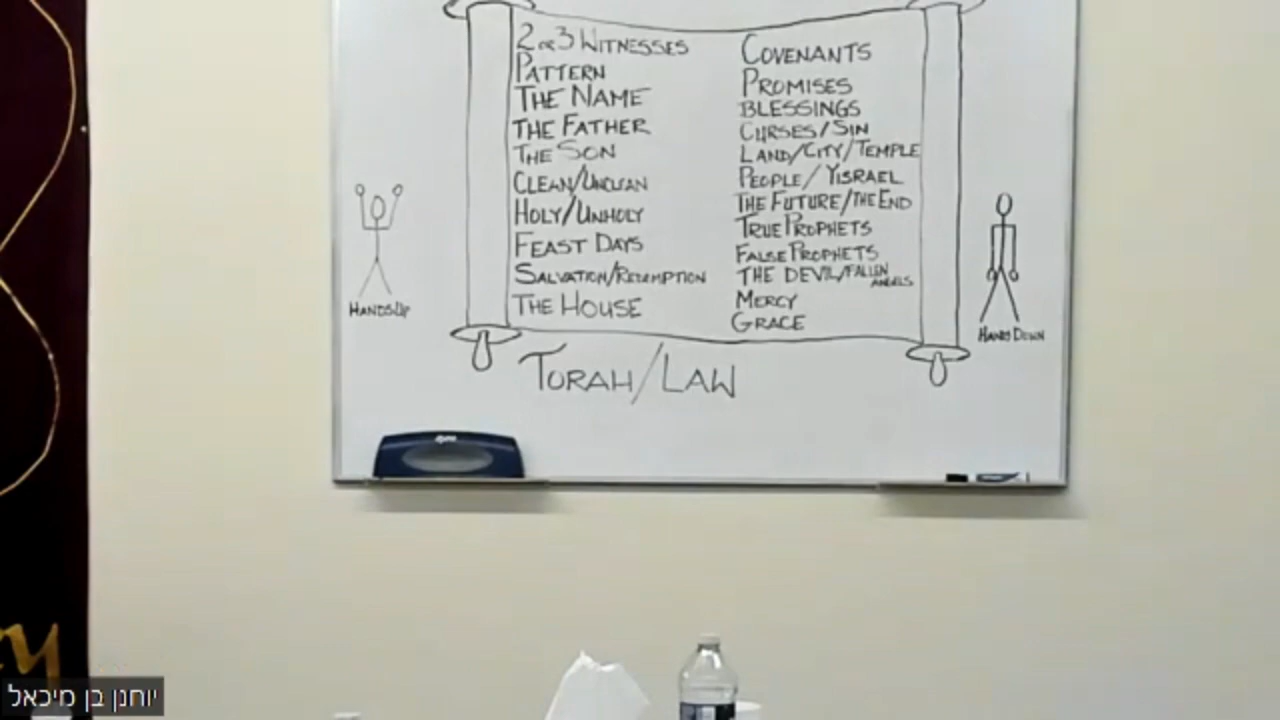 2 or 3 Witnesses
Pattern
The Name
The Father
The Son
Clean/Unclean
Holy/Unholy
Feast Days
Salvation/Redemption
The House
Covenants
Promises
Blessings
Curses/Sin
Land/City/Temple
People/Yisrael
The Future/The End
True Prophets
False Prophets
The Devil/Fallen
Angels
Mercy
Grace
Hands Up
Hands Down
Torah/Law
יוחנן בן מיכאל